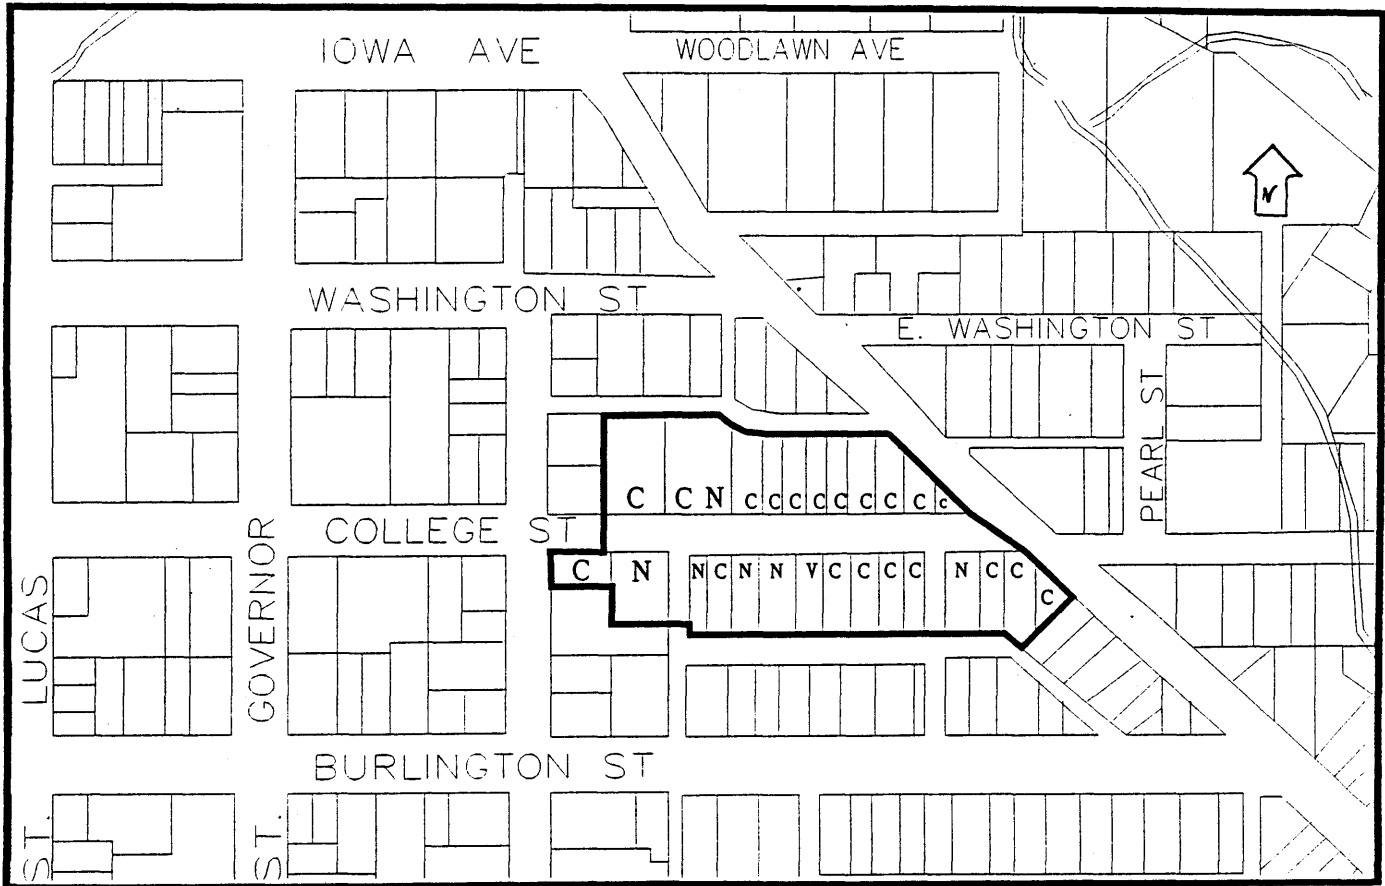 IOWA AVE
WOODLAWN AVE
N
WASHINGTON ST
E. WASHINGTON ST
PEARL ST
C C N C C C C C C C C C
COLLEGE ST
C N N C N N V C C C C N C C
C
LUCAS ST.
GOVERNOR ST.
BURLINGTON ST